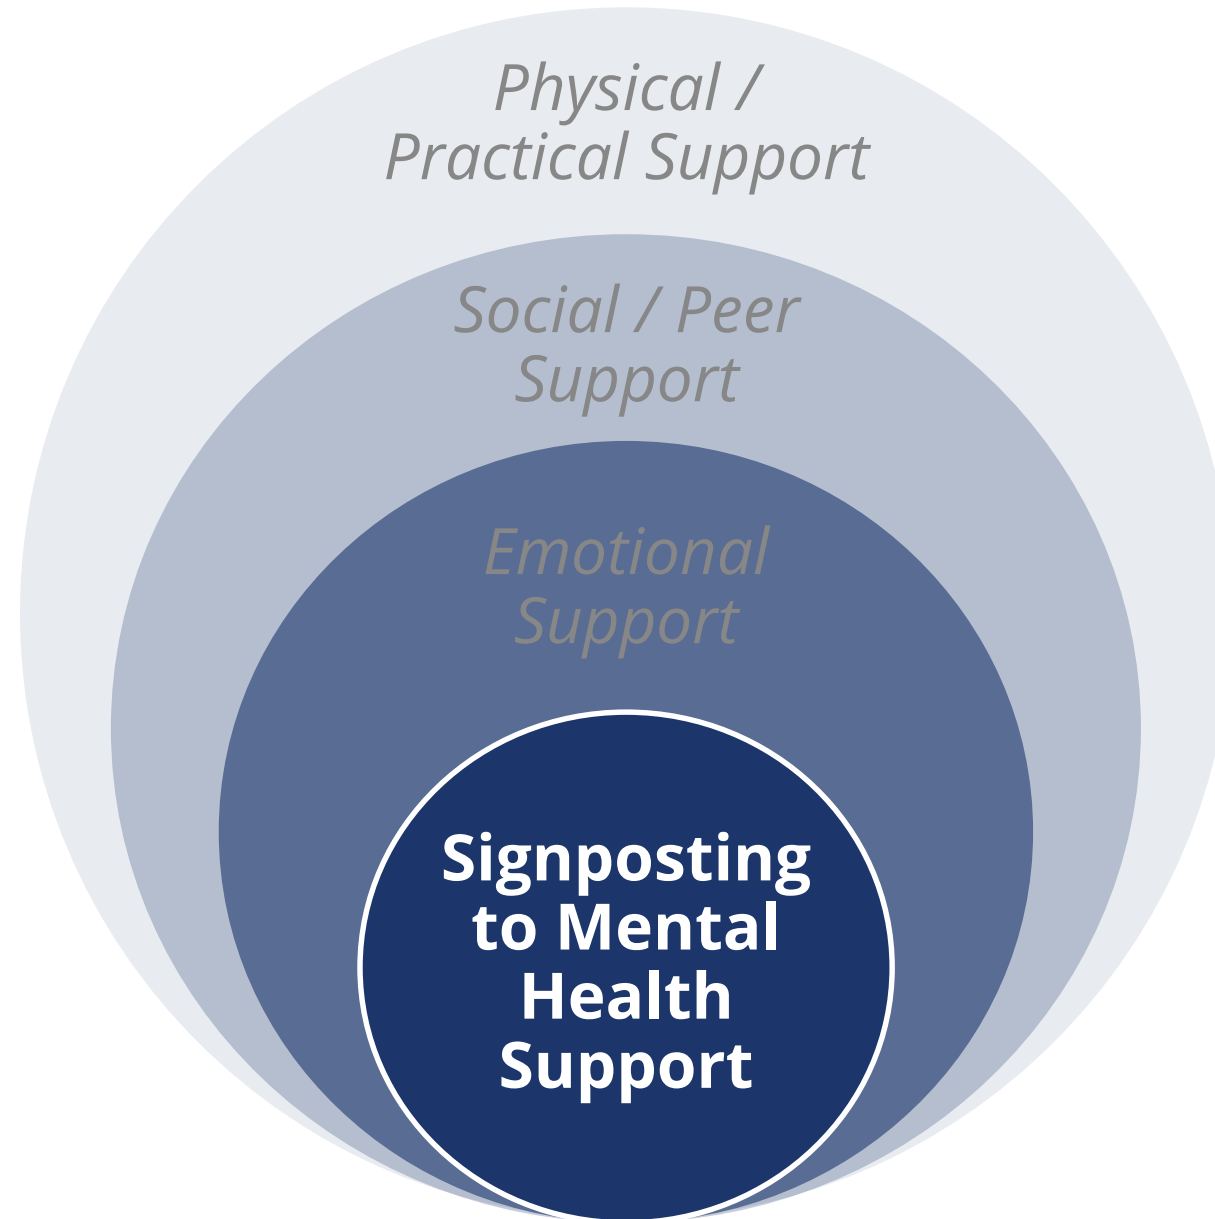 Physical /
Practical Support
Social / Peer
Support
Emotional
Support
Signposting
to Mental
Health
Support